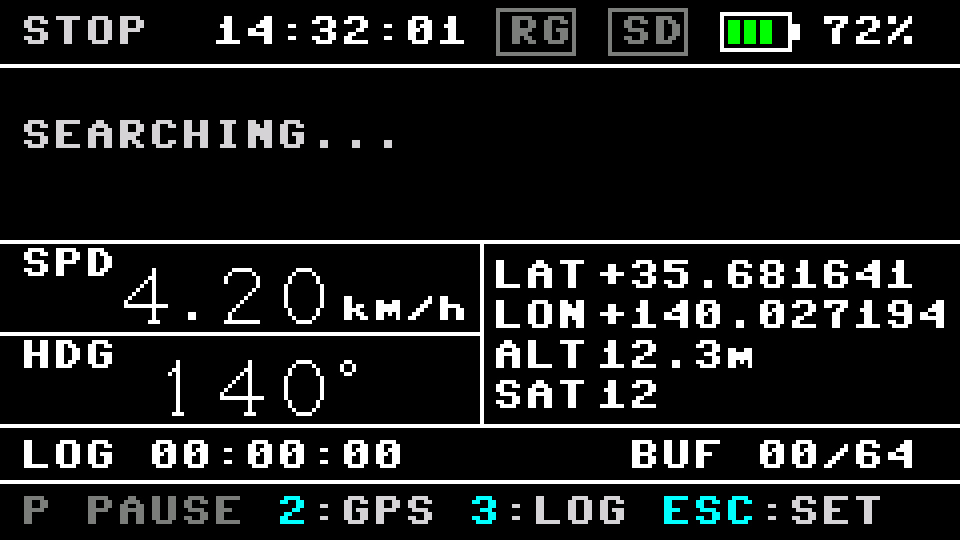 STOP 14:32:01 RG SD 72%
SEARCHING...
SPD 4.20 km/h
HDG 140°
LAT +35.681641
LON +140.027194
ALT 12.3m
SAT 12
LOG 00:00:00 BUF 00/64
P PAUSE 2:GPS 3:LOG ESC:SET